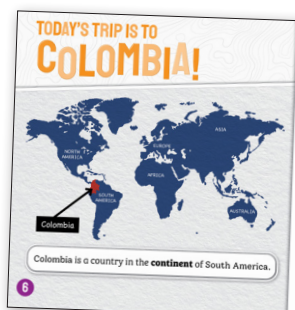 TODAY'S TRIP IS TO
COLOMBIA!
NORTH
AMERICA
EUROPE
ASIA
AFRICA
SOUTH
AMERICA
AUSTRALIA
Colombia
Colombia is a country in the continent of South America.
6